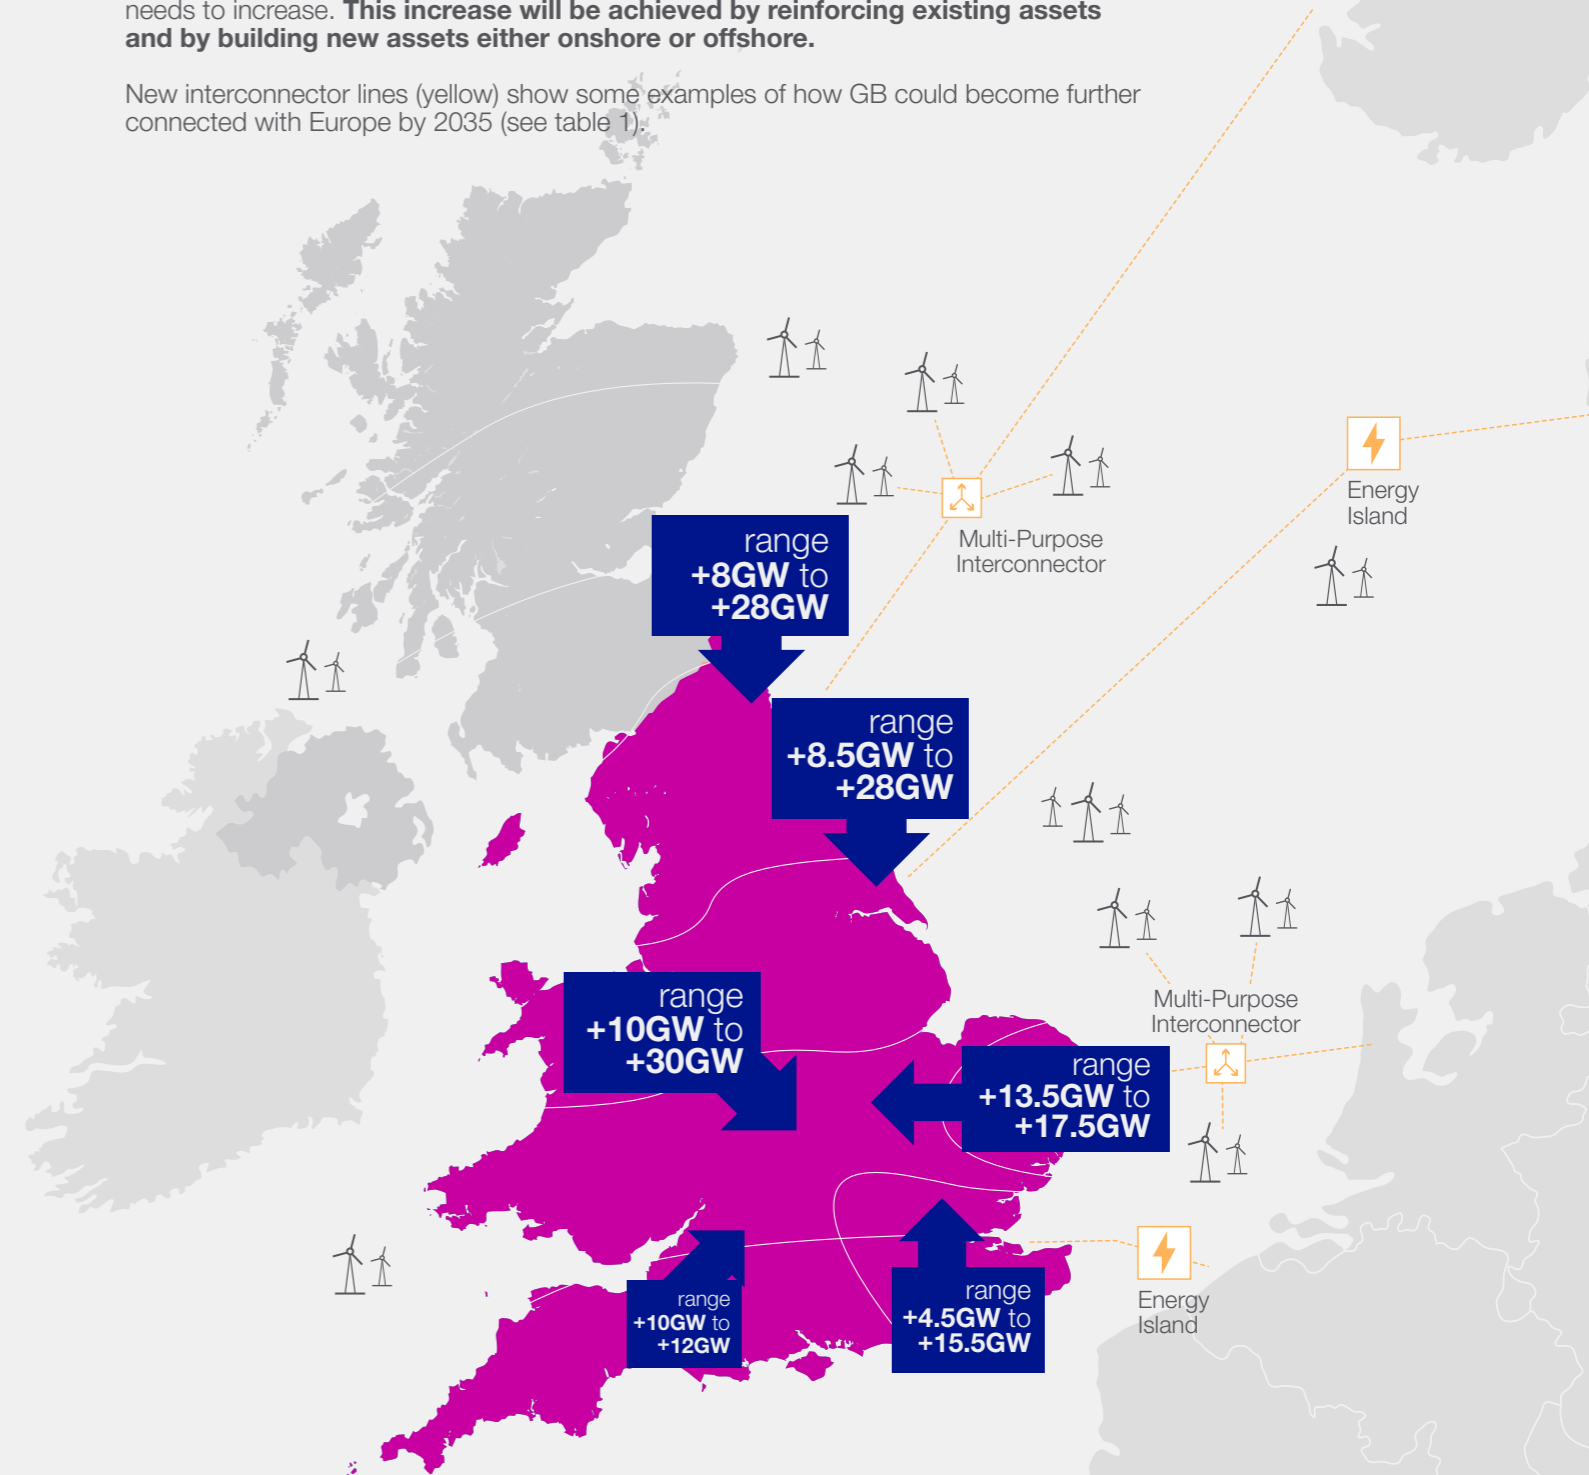 needs to increase. This increase will be achieved by reinforcing existing assets
and by building new assets either onshore or offshore.
New interconnector lines (yellow) show some examples of how GB could become further
connected with Europe by 2035 (see table 1).
Energy
Island
range
+8GW to
+28GW
Multi-Purpose
Interconnector
range
+8.5GW to
+28GW
range
+10GW to
+30GW
Multi-Purpose
Interconnector
range
+13.5GW to
+17.5GW
range
+10GW to
+12GW
range
+4.5GW to
+15.5GW
Energy
Island